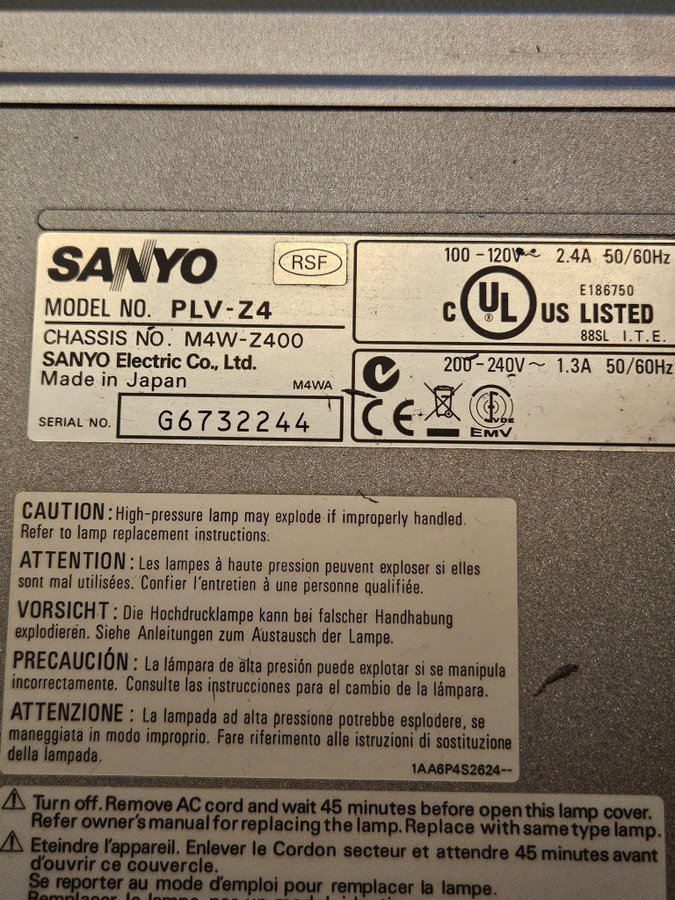 SANYO
RSF
MODEL NO. PLV-Z4
CHASSIS NO. M4W-Z400
SANYO Electric Co., Ltd.
Made in Japan
M4WA
SERIAL NO. G6732244
100-120V~ 2.4A 50/60Hz
C UL US LISTED
E186750
88SL I.T.E.
200-240V~ 1.3A 50/60Hz
CE
VDE
EMV
CAUTION: High-pressure lamp may explode if improperly handled.
Refer to lamp replacement instructions.
ATTENTION: Les lampes à haute pression peuvent exploser si elles
sont mal utilisées. Confier l'entretien à une personne qualifiée.
VORSICHT: Die Hochdrucklampe kann bei falscher Handhabung
explodieren. Siehe Anleitungen zum Austausch der Lampe.
PRECAUCIÓN: La lámpara de alta presión puede explotar si se manipula
incorrectamente. Consulte las instrucciones para el cambio de la lámpara.
ATTENZIONE: La lampada ad alta pressione potrebbe esplodere, se
maneggiata in modo improprio. Fare riferimento alle istruzioni di sostituzione
della lampada.
1AA6P4S2624--
Turn off. Remove AC cord and wait 45 minutes before open this lamp cover.
Refer owner's manual for replacing the lamp. Replace with same type lamp.
Eteindre l'appareil. Enlever le Cordon secteur et attendre 45 minutes avant
d'ouvrir ce couvercle.
Se reporter au mode d'emploi pour remplacer la lampe.
Remplacer la lampe par un